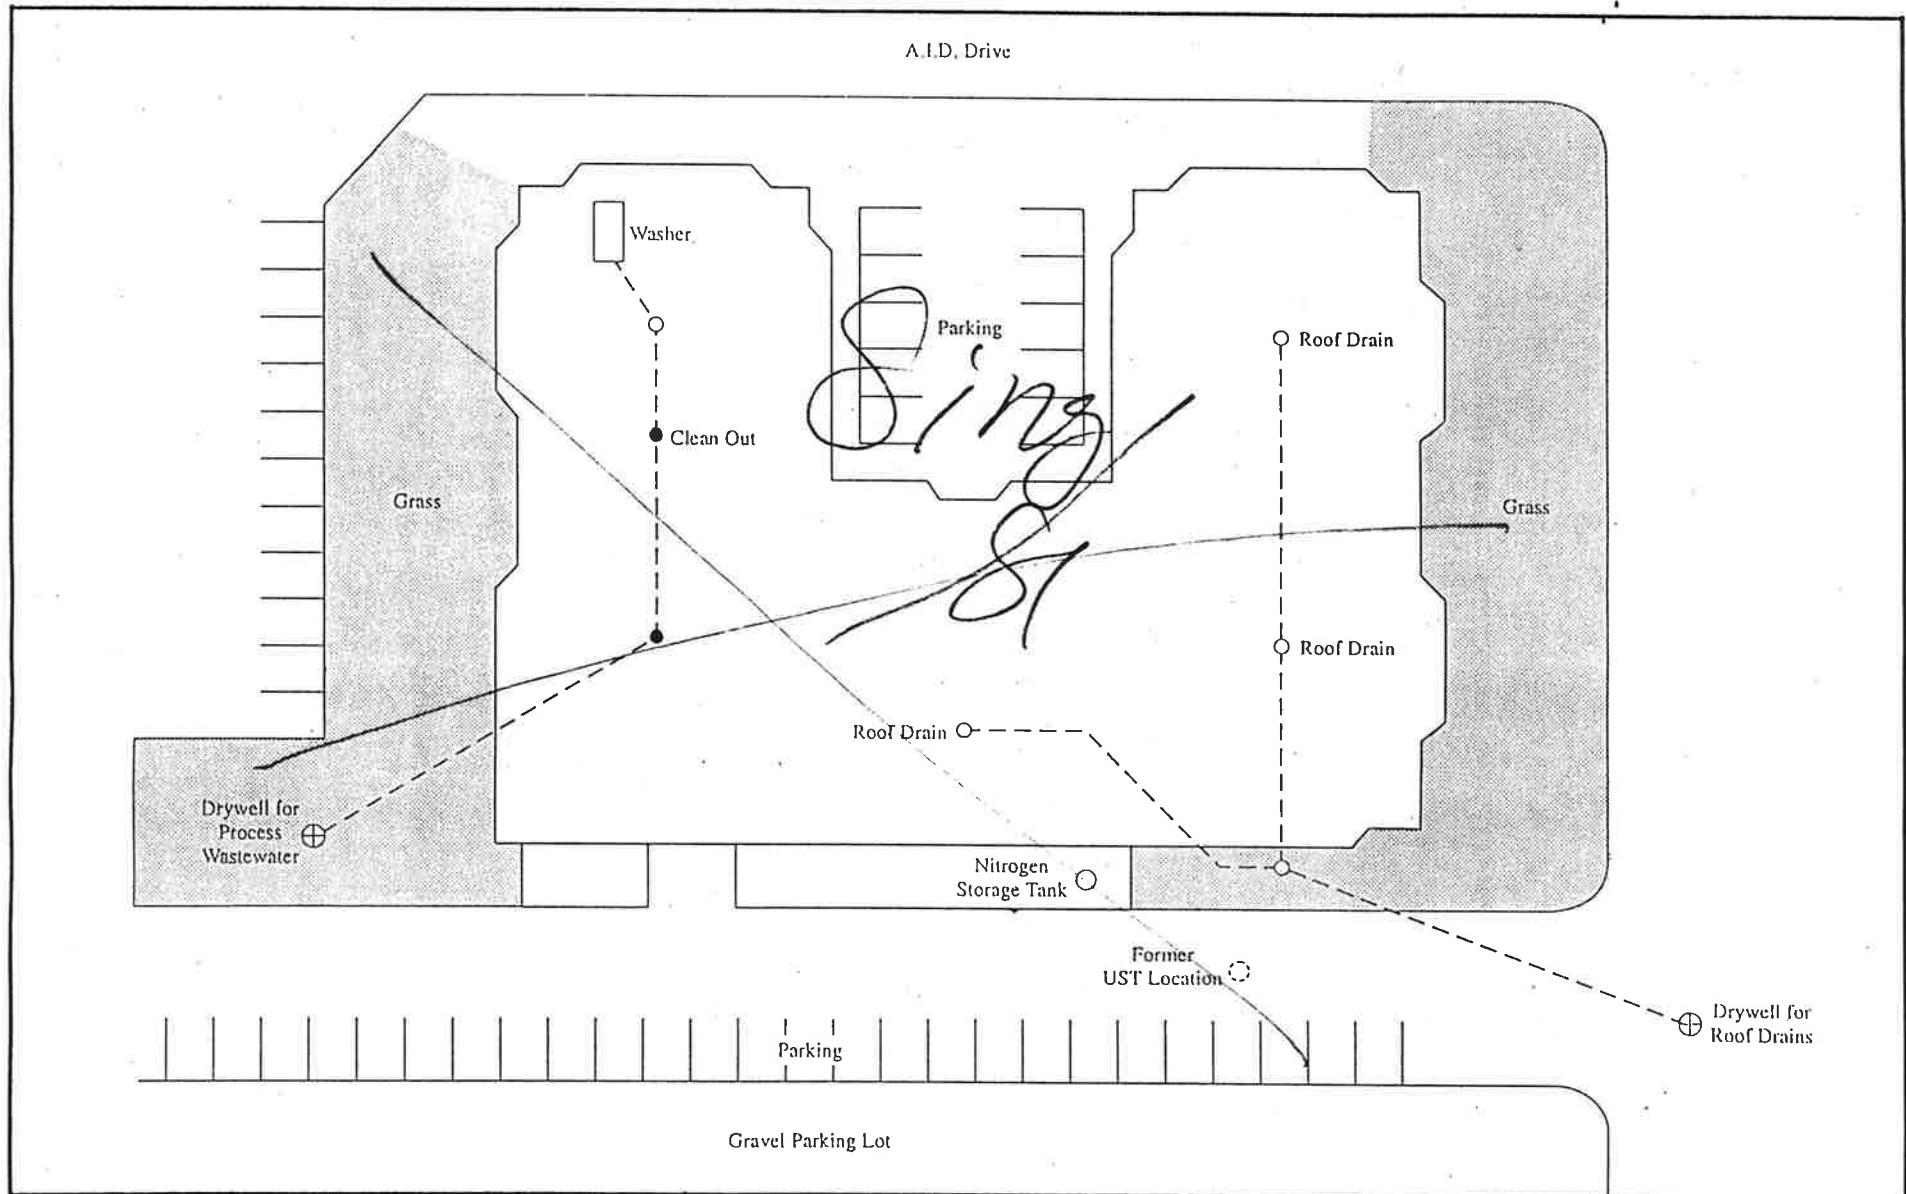 A.I.D. Drive
Washer
Parking
Roof Drain
Clean Out
Grass
Grass
Roof Drain
Roof Drain
Drywell for
Process
Wastewater
Nitrogen
Storage Tank
Former
UST Location
Drywell for
Roof Drains
Parking
Gravel Parking Lot